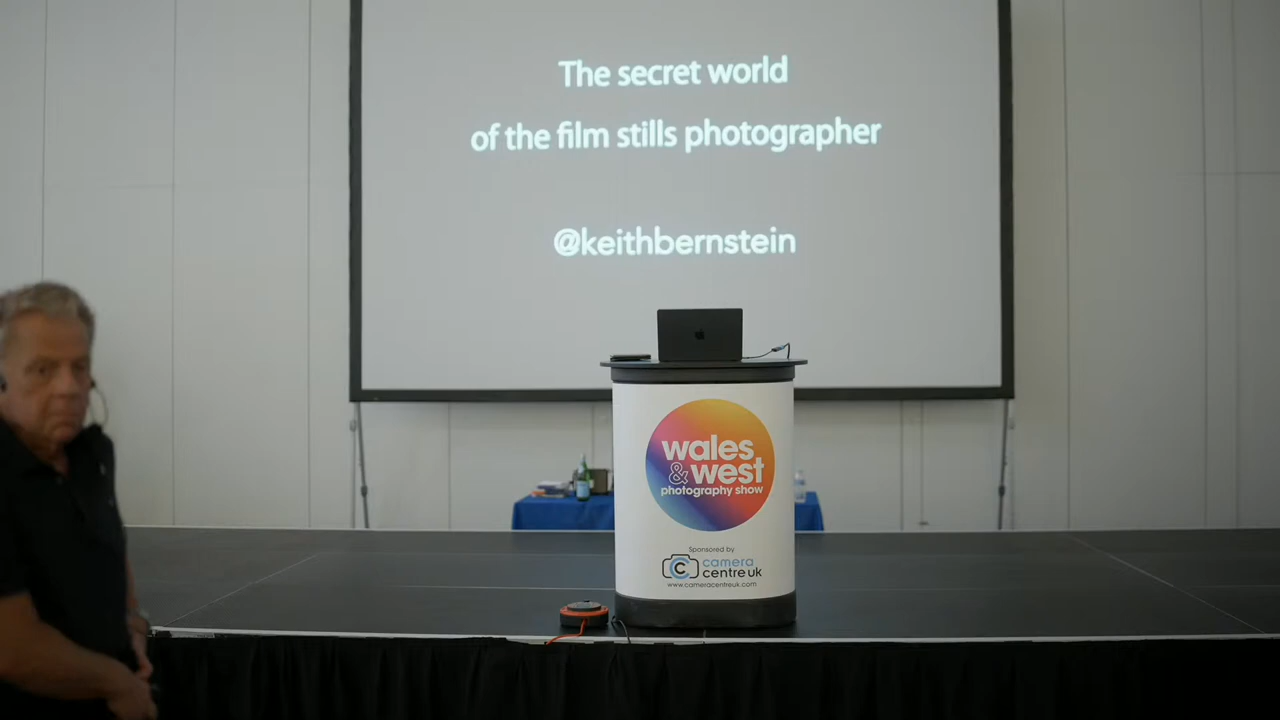 The secret world
of the film stills photographer
@keithbernstein
wales
& west
photography show
Sponsored by
camera
centre uk
www.cameracentreuk.com